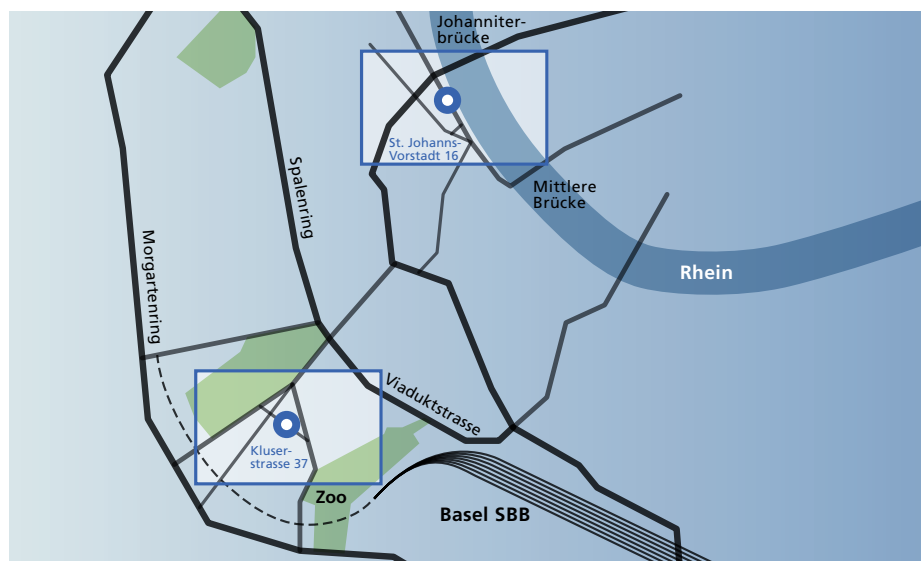 Johanniter-
brücke
St. Johanns-
Vorstadt 16
Mittlere
Brücke
Spalenring
Morgartenring
Rhein
Viaduktstrasse
Kluser-
strasse 37
Zoo
Basel SBB